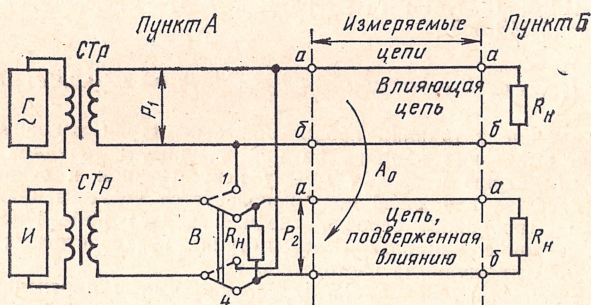 Пункт А
Измеряемые
цепи
Пункт Б
СТр
а
а
Г
~
P₁
Влияющая
цепь
Rн
б
б
1
A₀
СТр
а
а
И
В
Rн
P₂
Цепь,
подверженная
влиянию
Rн
4
б